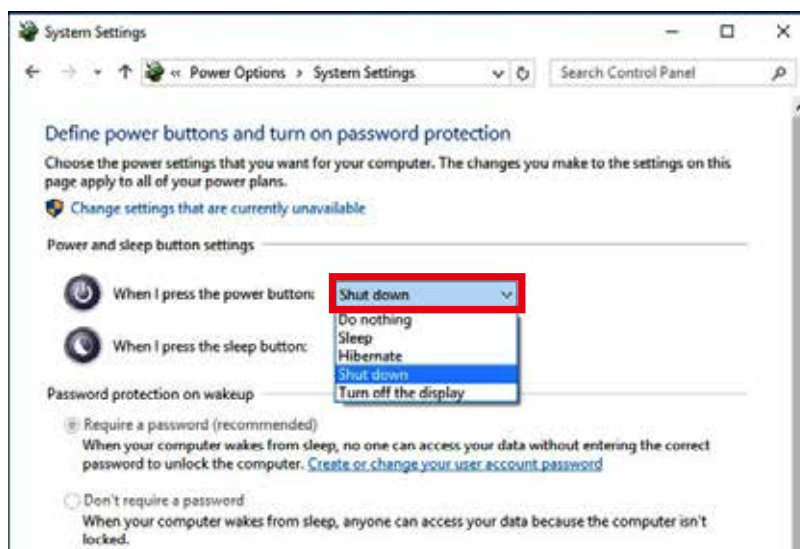 System Settings
« Power Options › System Settings
Search Control Panel
Define power buttons and turn on password protection
Choose the power settings that you want for your computer. The changes you make to the settings on this
page apply to all of your power plans.
Change settings that are currently unavailable
Power and sleep button settings
When I press the power button:
Shut down
Do nothing
Sleep
Hibernate
Shut down
Turn off the display
When I press the sleep button:
Password protection on wakeup
Require a password (recommended)
When your computer wakes from sleep, no one can access your data without entering the correct
password to unlock the computer. Create or change your user account password
Don't require a password
When your computer wakes from sleep, anyone can access your data because the computer isn't
locked.